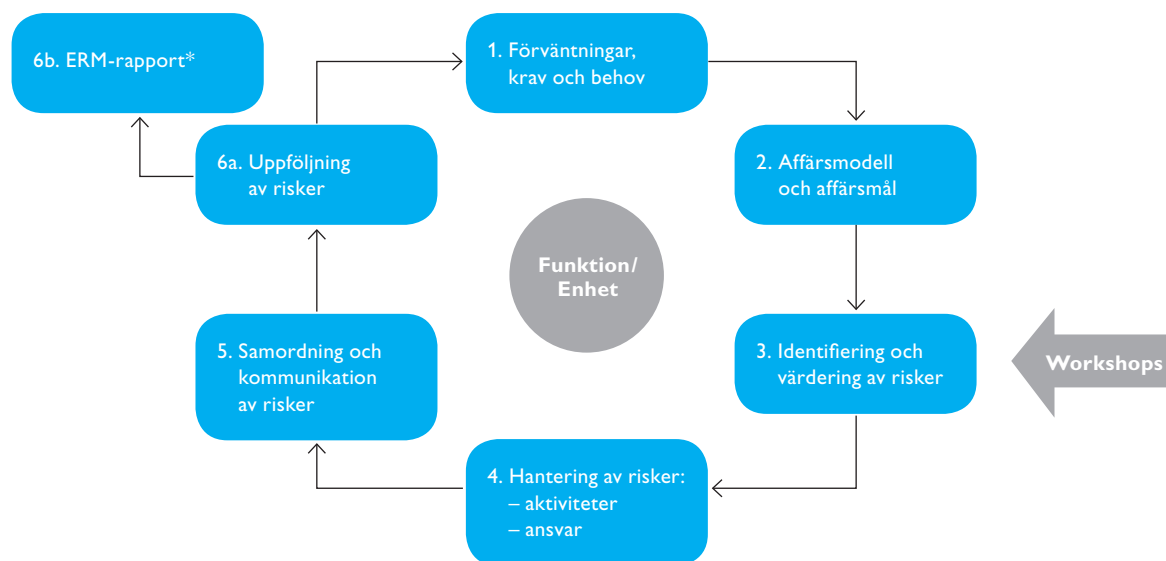 6b. ERM-rapport*
1. Förväntningar,
krav och behov
6a. Uppföljning
av risker
2. Affärsmodell
och affärsmål
Funktion/
Enhet
5. Samordning och
kommunikation
av risker
3. Identifiering och
värdering av risker
Workshops
4. Hantering av risker:
– aktiviteter
– ansvar